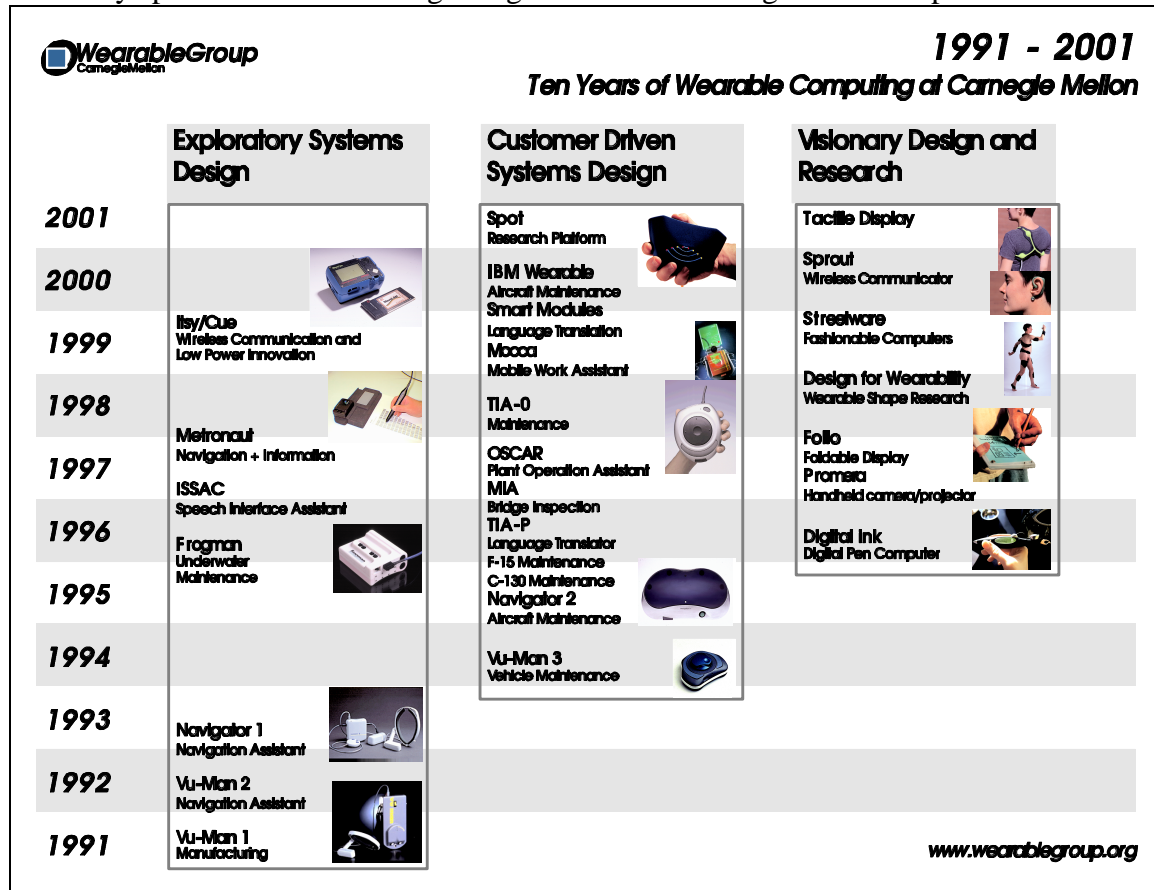 WearableGroup
CarnegieMellon
1991 - 2001
Ten Years of Wearable Computing at Carnegie Mellon
Exploratory Systems
Design
Customer Driven
Systems Design
Visionary Design and
Research
2001
2000
1999
1998
1997
1996
1995
1994
1993
1992
1991
Itsy/Cue
Wireless Communication and
Low Power Innovation
Metronaut
Navigation + Information
ISSAC
Speech Interface Assistant
Frogman
Underwater
Maintenance
Navigator 1
Navigation Assistant
Vu-Man 2
Navigation Assistant
Vu-Man 1
Manufacturing
Spot
Research Platform
IBM Wearable
Aircraft Maintenance
Smart Modules
Language Translation
Mocca
Mobile Work Assistant
TIA-0
Maintenance
OSCAR
Plant Operation Assistant
MIA
Bridge Inspection
TIA-P
Language Translator
F-15 Maintenance
C-130 Maintenance
Navigator 2
Aircraft Maintenance
Vu-Man 3
Vehicle Maintenance
Tactile Display
Sprout
Wireless Communicator
Streetware
Fashionable Computers
Design for Wearability
Wearable Shape Research
Folio
Foldable Display
Promera
Handheld camera/projector
Digital Ink
Digital Pen Computer
www.wearablegroup.org